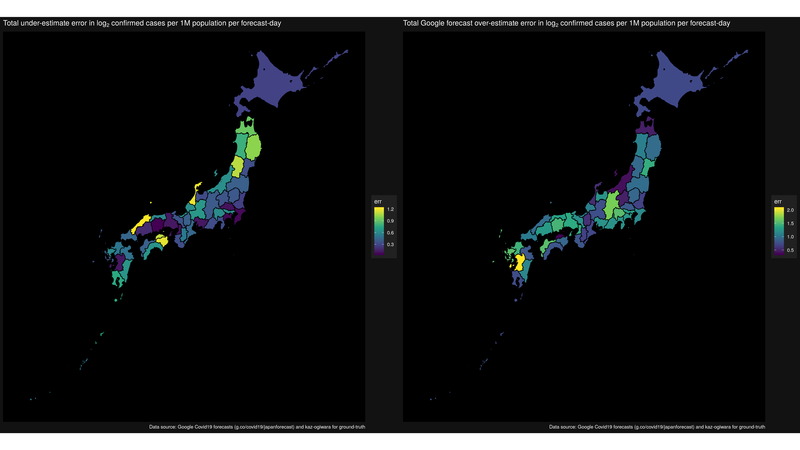 Total under-estimate error in log₂ confirmed cases per 1M population per forecast-day
Total Google forecast over-estimate error in log₂ confirmed cases per 1M population per forecast-day
err
1.2
0.9
0.6
0.3
err
2.0
1.5
1.0
0.5
Data source: Google Covid19 forecasts (g.co/covid19/japanforecast) and kaz-ogiwara for ground-truth
Data source: Google Covid19 forecasts (g.co/covid19/japanforecast) and kaz-ogiwara for ground-truth